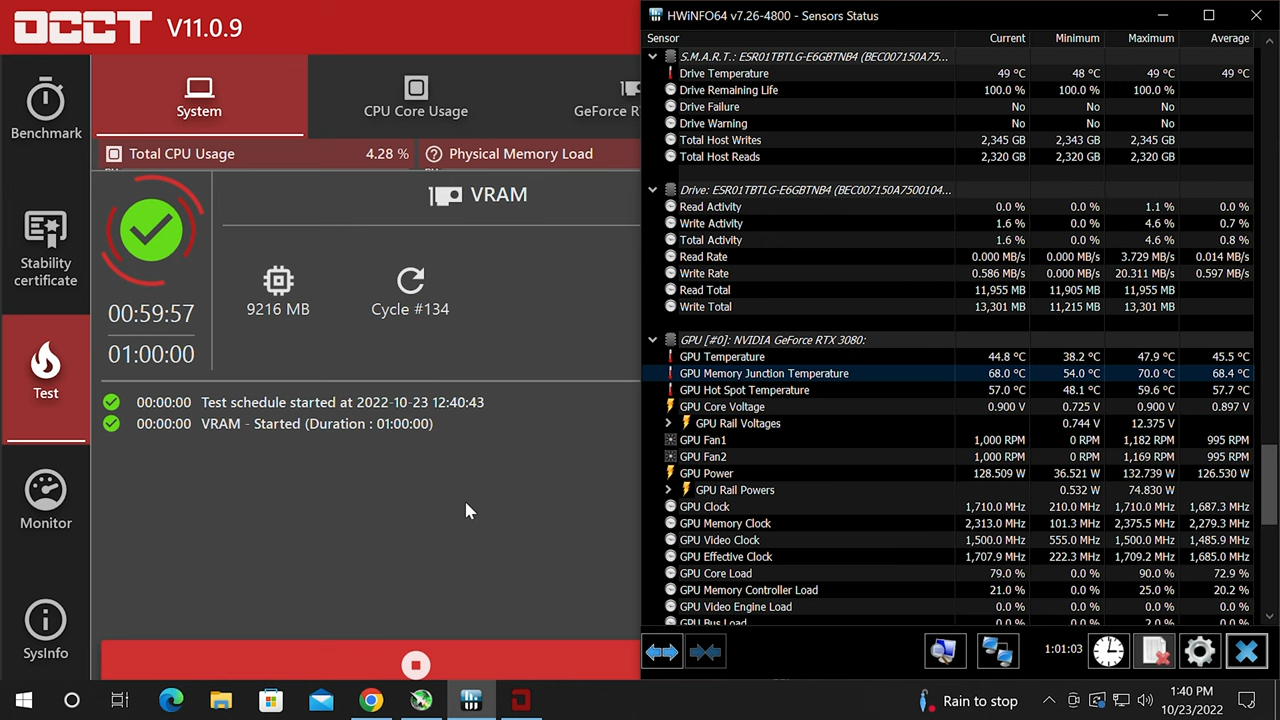 OCCT V11.0.9
Benchmark
Stability
certificate
Test
Monitor
SysInfo
System
CPU Core Usage
GeForce R
Total CPU Usage 4.28 %
Physical Memory Load
VRAM
9216 MB
Cycle #134
00:59:57
01:00:00
00:00:00 Test schedule started at 2022-10-23 12:40:43
00:00:00 VRAM - Started (Duration : 01:00:00)
HWiNFO64 v7.26-4800 - Sensors Status
Sensor Current Minimum Maximum Average
S.M.A.R.T.: ESR01TBTLG-E6GBTNB4 (BEC007150A75...
Drive Temperature 49 °C 48 °C 49 °C 49 °C
Drive Remaining Life 100.0 % 100.0 % 100.0 %
Drive Failure No No No
Drive Warning No No No
Total Host Writes 2,345 GB 2,343 GB 2,345 GB
Total Host Reads 2,320 GB 2,320 GB 2,320 GB
Drive: ESR01TBTLG-E6GBTNB4 (BEC007150A7500104...
Read Activity 0.0 % 0.0 % 1.1 % 0.0 %
Write Activity 1.6 % 0.0 % 4.6 % 0.7 %
Total Activity 1.6 % 0.0 % 4.6 % 0.8 %
Read Rate 0.000 MB/s 0.000 MB/s 3.729 MB/s 0.014 MB/s
Write Rate 0.586 MB/s 0.000 MB/s 20.311 MB/s 0.597 MB/s
Read Total 11,955 MB 11,905 MB 11,955 MB
Write Total 13,301 MB 11,215 MB 13,301 MB
GPU [#0]: NVIDIA GeForce RTX 3080:
GPU Temperature 44.8 °C 38.2 °C 47.9 °C 45.5 °C
GPU Memory Junction Temperature 68.0 °C 54.0 °C 70.0 °C 68.4 °C
GPU Hot Spot Temperature 57.0 °C 48.1 °C 59.6 °C 57.7 °C
GPU Core Voltage 0.900 V 0.725 V 0.900 V 0.897 V
GPU Rail Voltages 0.744 V 12.375 V
GPU Fan1 1,000 RPM 0 RPM 1,182 RPM 995 RPM
GPU Fan2 1,000 RPM 0 RPM 1,169 RPM 995 RPM
GPU Power 128.509 W 36.521 W 132.739 W 126.530 W
GPU Rail Powers 0.532 W 74.830 W
GPU Clock 1,710.0 MHz 210.0 MHz 1,710.0 MHz 1,687.3 MHz
GPU Memory Clock 2,313.0 MHz 101.3 MHz 2,375.5 MHz 2,279.3 MHz
GPU Video Clock 1,500.0 MHz 555.0 MHz 1,500.0 MHz 1,485.9 MHz
GPU Effective Clock 1,707.9 MHz 222.3 MHz 1,709.2 MHz 1,685.0 MHz
GPU Core Load 79.0 % 0.0 % 90.0 % 72.9 %
GPU Memory Controller Load 21.0 % 0.0 % 25.0 % 20.2 %
GPU Video Engine Load 0.0 % 0.0 % 0.0 % 0.0 %
GPU Bus Load 0.0 % 0.0 % 2.0 % 0.0 %
1:01:03
Rain to stop
1:40 PM
10/23/2022